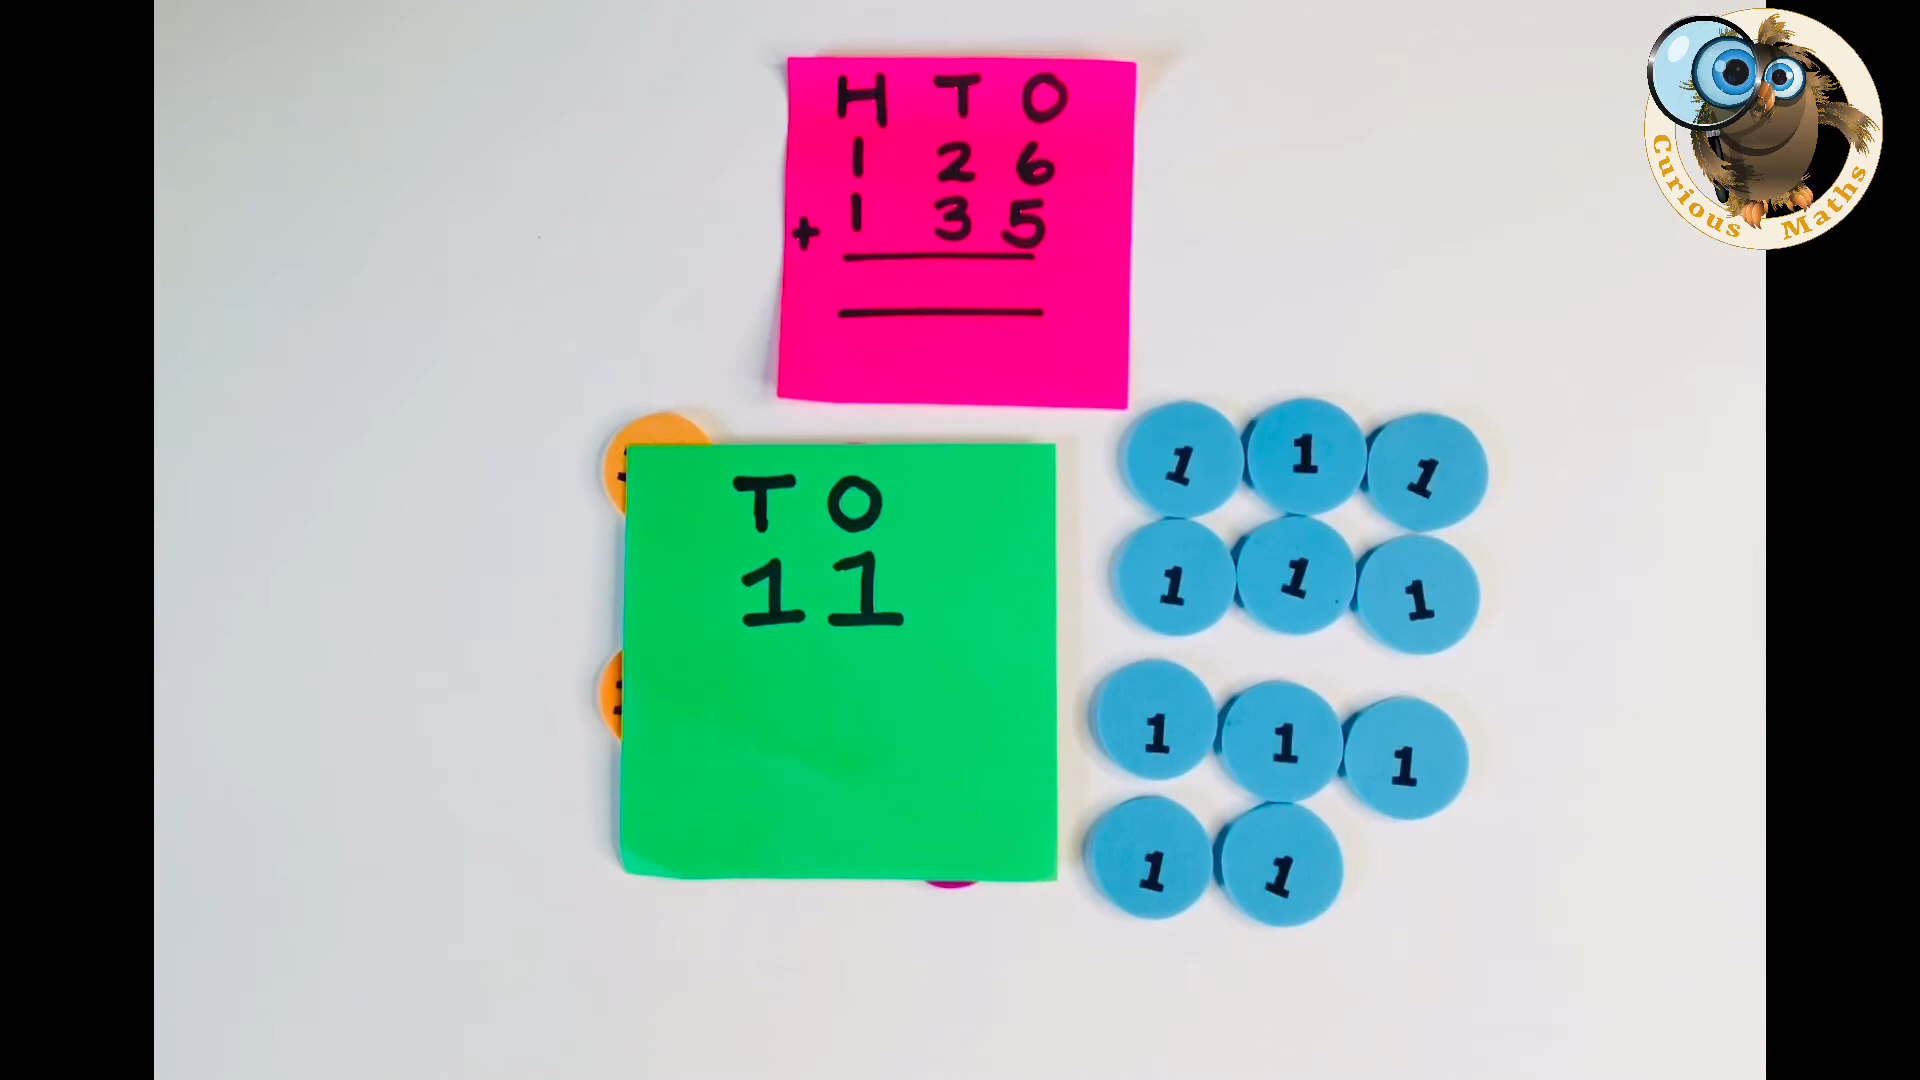 H T O
1 2 6
+ 1 3 5
T O
1 1
1 1 1
1 1 1
1 1 1
1 1
Curious Maths